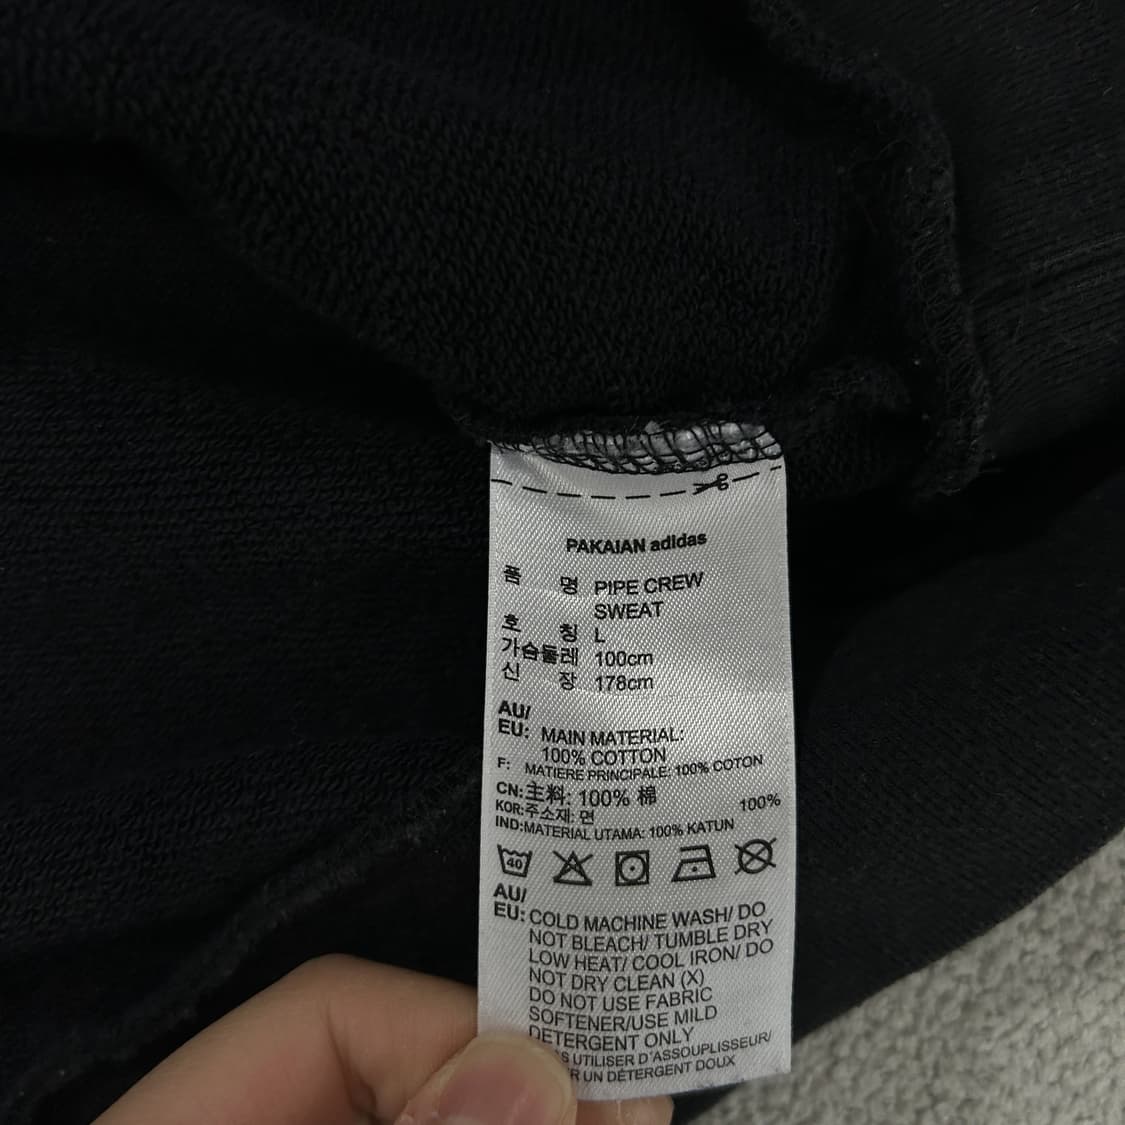 PAKAIAN adidas
품 명 PIPE CREW
SWEAT
호 칭 L
가슴둘레 100cm
신 장 178cm
AU/
EU: MAIN MATERIAL:
100% COTTON
F: MATIERE PRINCIPALE: 100% COTON
CN:主料: 100% 棉
KOR:주소재: 면 100%
IND:MATERIAL UTAMA: 100% KATUN
40
AU/
EU: COLD MACHINE WASH/ DO
NOT BLEACH/ TUMBLE DRY
LOW HEAT/ COOL IRON/ DO
NOT DRY CLEAN (X)
DO NOT USE FABRIC
SOFTENER/USE MILD
DETERGENT ONLY
UTILISER D'ASSOUPLISSEUR/
UN DÉTERGENT DOUX